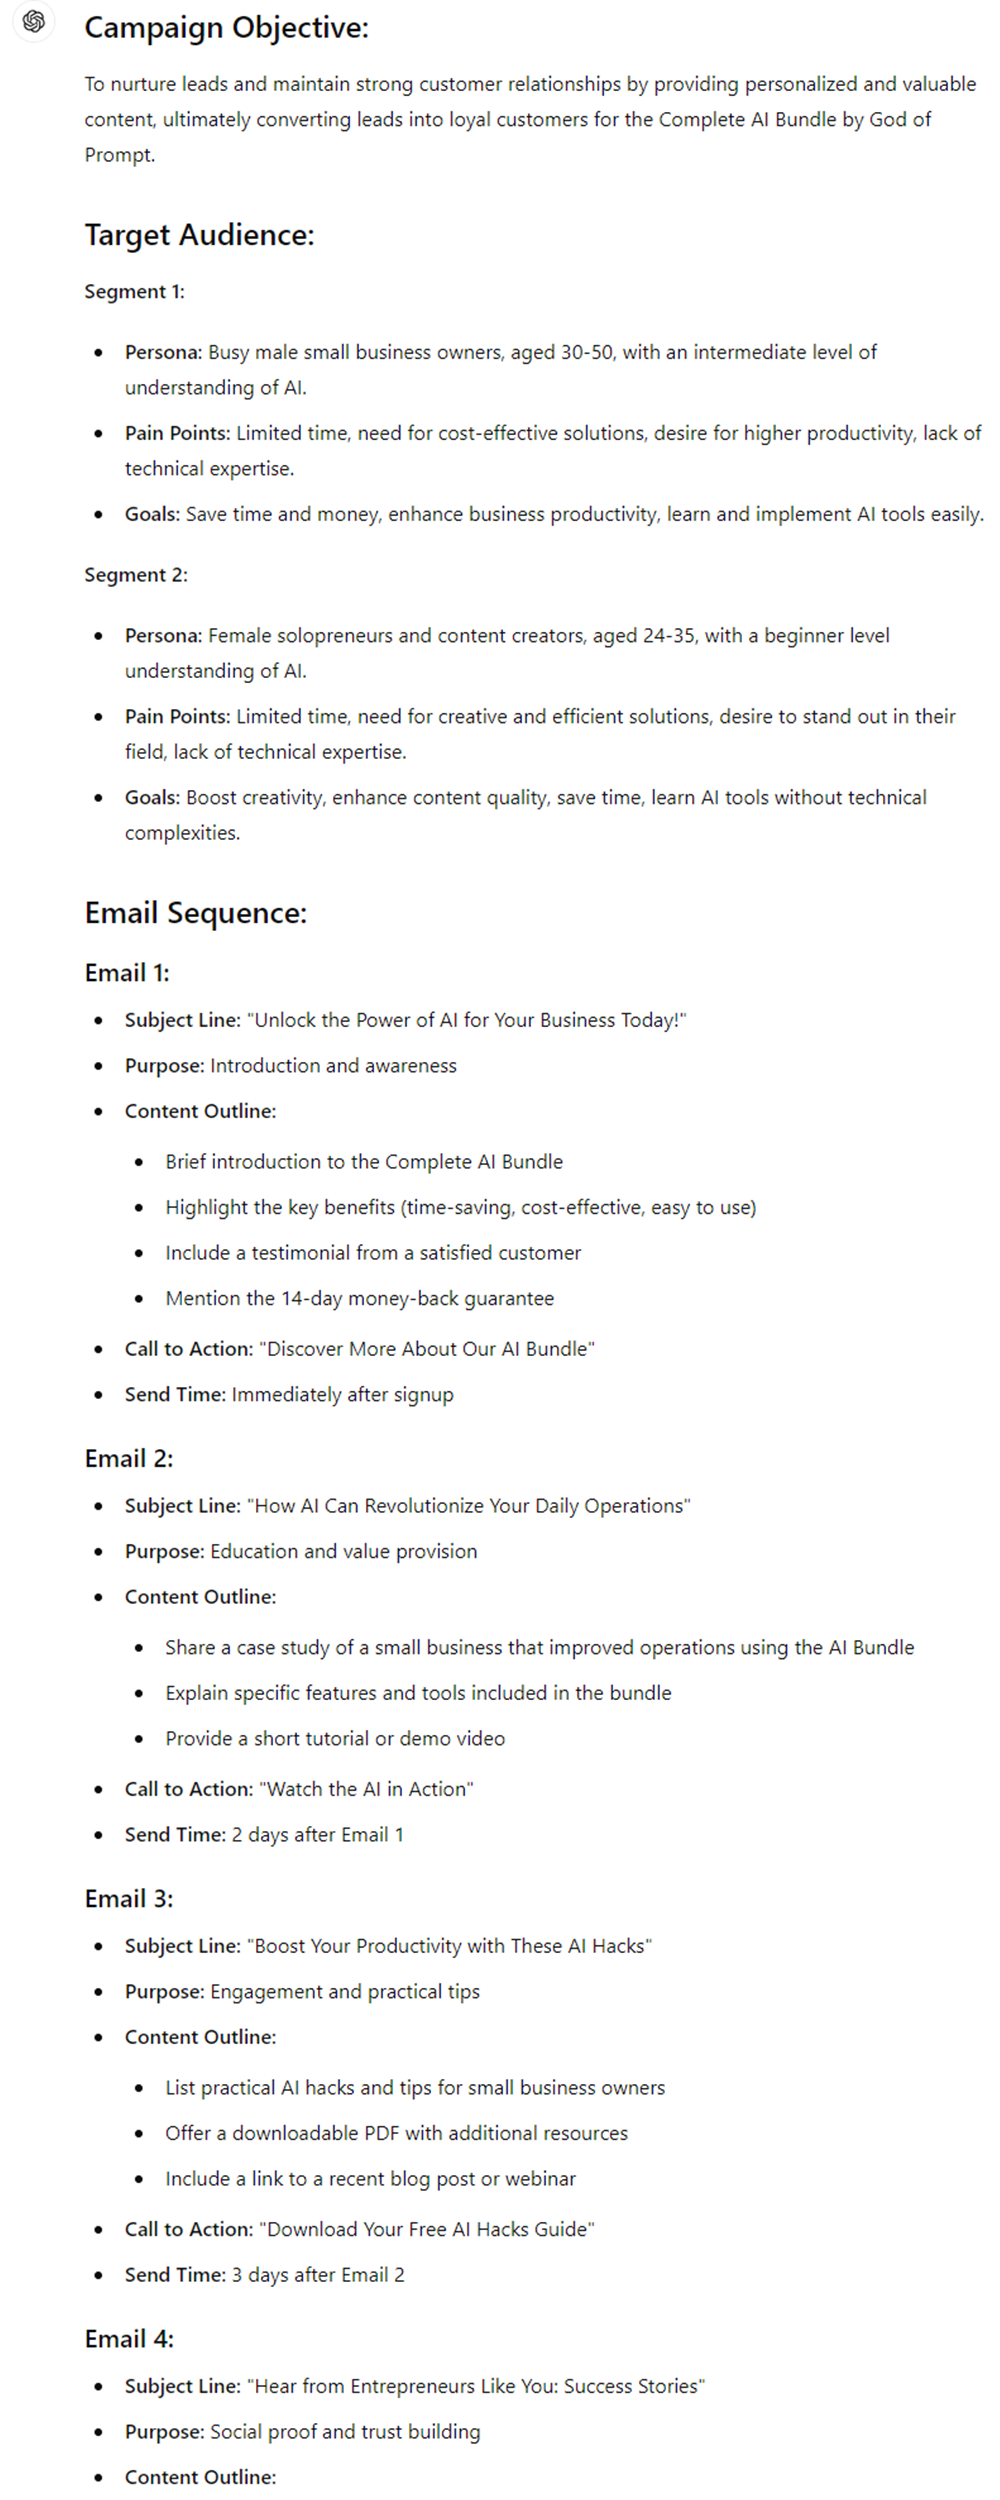 Campaign Objective:
To nurture leads and maintain strong customer relationships by providing personalized and valuable
content, ultimately converting leads into loyal customers for the Complete AI Bundle by God of
Prompt.
Target Audience:
Segment 1:
• Persona: Busy male small business owners, aged 30-50, with an intermediate level of
understanding of AI.
• Pain Points: Limited time, need for cost-effective solutions, desire for higher productivity, lack of
technical expertise.
• Goals: Save time and money, enhance business productivity, learn and implement AI tools easily.
Segment 2:
• Persona: Female solopreneurs and content creators, aged 24-35, with a beginner level
understanding of AI.
• Pain Points: Limited time, need for creative and efficient solutions, desire to stand out in their
field, lack of technical expertise.
• Goals: Boost creativity, enhance content quality, save time, learn AI tools without technical
complexities.
Email Sequence:
Email 1:
• Subject Line: "Unlock the Power of AI for Your Business Today!"
• Purpose: Introduction and awareness
• Content Outline:
• Brief introduction to the Complete AI Bundle
• Highlight the key benefits (time-saving, cost-effective, easy to use)
• Include a testimonial from a satisfied customer
• Mention the 14-day money-back guarantee
• Call to Action: "Discover More About Our AI Bundle"
• Send Time: Immediately after signup
Email 2:
• Subject Line: "How AI Can Revolutionize Your Daily Operations"
• Purpose: Education and value provision
• Content Outline:
• Share a case study of a small business that improved operations using the AI Bundle
• Explain specific features and tools included in the bundle
• Provide a short tutorial or demo video
• Call to Action: "Watch the AI in Action"
• Send Time: 2 days after Email 1
Email 3:
• Subject Line: "Boost Your Productivity with These AI Hacks"
• Purpose: Engagement and practical tips
• Content Outline:
• List practical AI hacks and tips for small business owners
• Offer a downloadable PDF with additional resources
• Include a link to a recent blog post or webinar
• Call to Action: "Download Your Free AI Hacks Guide"
• Send Time: 3 days after Email 2
Email 4:
• Subject Line: "Hear from Entrepreneurs Like You: Success Stories"
• Purpose: Social proof and trust building
• Content Outline: